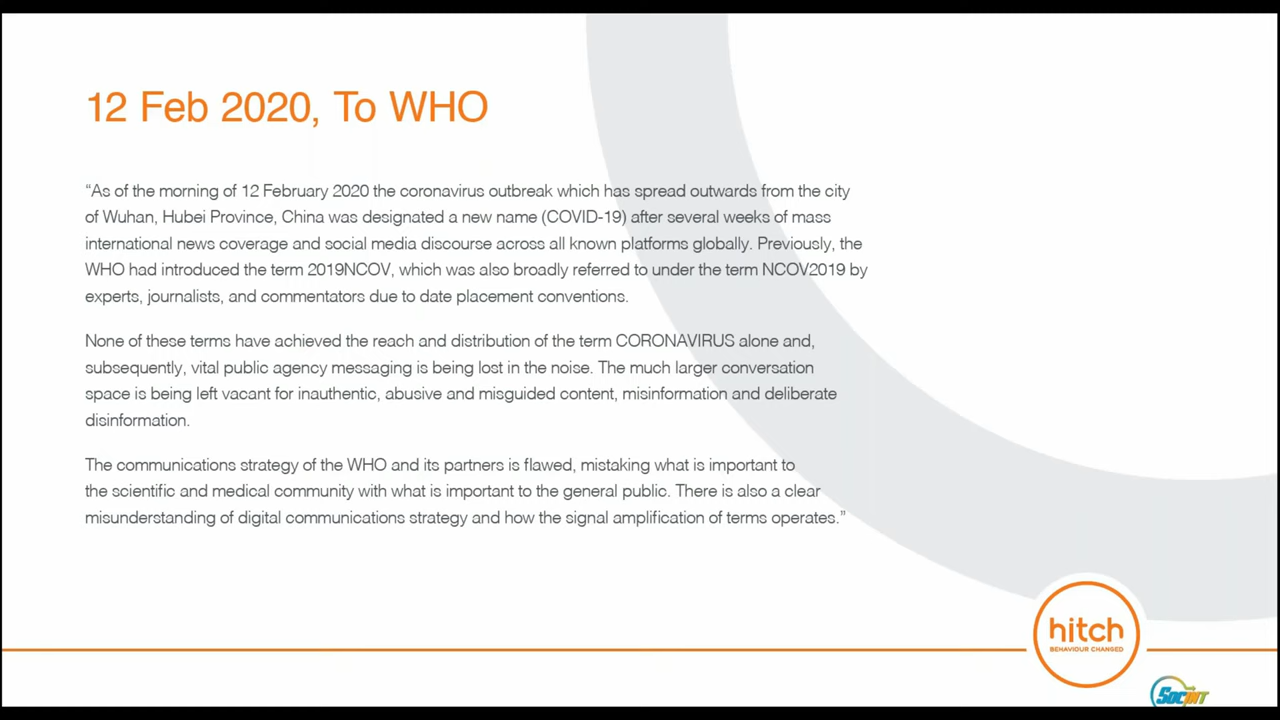 12 Feb 2020, To WHO
“As of the morning of 12 February 2020 the coronavirus outbreak which has spread outwards from the city
of Wuhan, Hubei Province, China was designated a new name (COVID-19) after several weeks of mass
international news coverage and social media discourse across all known platforms globally. Previously, the
WHO had introduced the term 2019NCOV, which was also broadly referred to under the term NCOV2019 by
experts, journalists, and commentators due to date placement conventions.
None of these terms have achieved the reach and distribution of the term CORONAVIRUS alone and,
subsequently, vital public agency messaging is being lost in the noise. The much larger conversation
space is being left vacant for inauthentic, abusive and misguided content, misinformation and deliberate
disinformation.
The communications strategy of the WHO and its partners is flawed, mistaking what is important to
the scientific and medical community with what is important to the general public. There is also a clear
misunderstanding of digital communications strategy and how the signal amplification of terms operates.”
hitch
BEHAVIOUR CHANGED